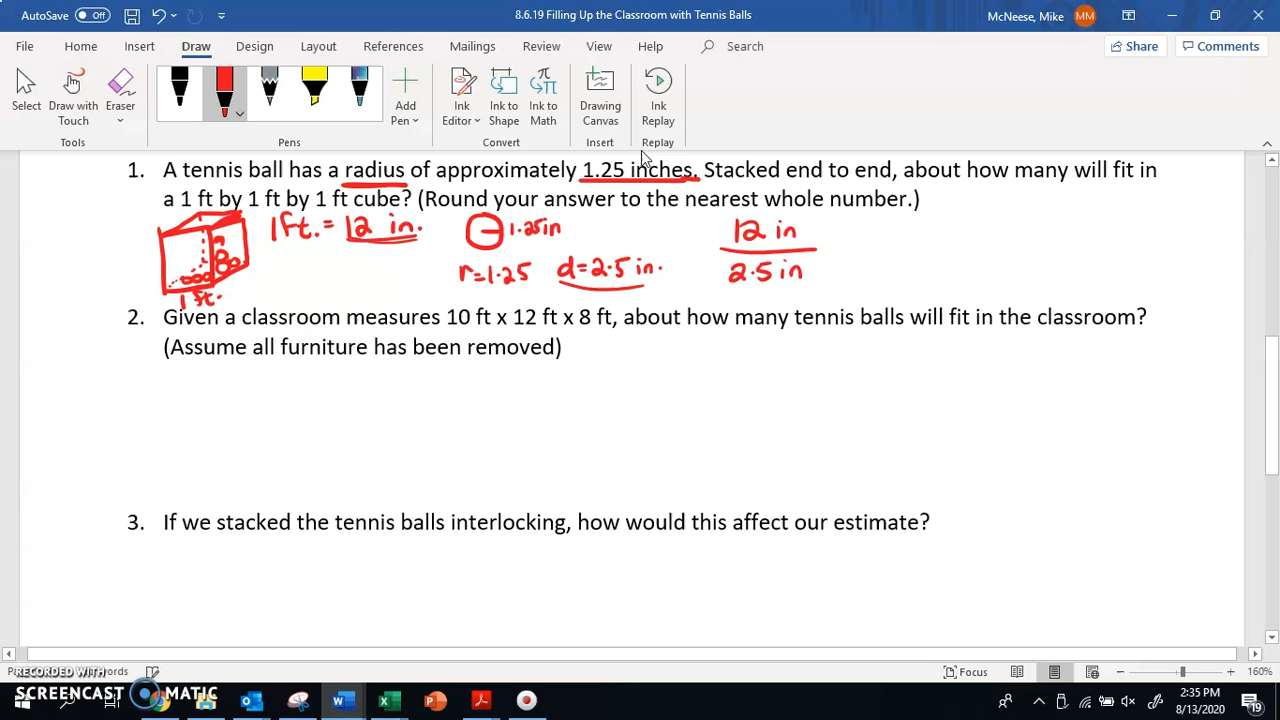 AutoSave Off 8.6.19 Filling Up the Classroom with Tennis Balls McNeese, Mike MM
File Home Insert Draw Design Layout References Mailings Review View Help Search Share Comments
Select Draw with Touch Eraser Add Pen Ink Editor Ink to Shape Ink to Math Drawing Canvas Ink Replay
Tools Pens Convert Insert Replay
1. A tennis ball has a radius of approximately 1.25 inches. Stacked end to end, about how many will fit in
a 1 ft by 1 ft by 1 ft cube? (Round your answer to the nearest whole number.)
1ft. = 12 in. 1.25in 12 in
r=1.25 d=2.5 in. 2.5 in
1 ft.
2. Given a classroom measures 10 ft x 12 ft x 8 ft, about how many tennis balls will fit in the classroom?
(Assume all furniture has been removed)
3. If we stacked the tennis balls interlocking, how would this affect our estimate?
words Focus 160%
RECORDED WITH
SCREENCAST MATIC
2:35 PM
8/13/2020
19